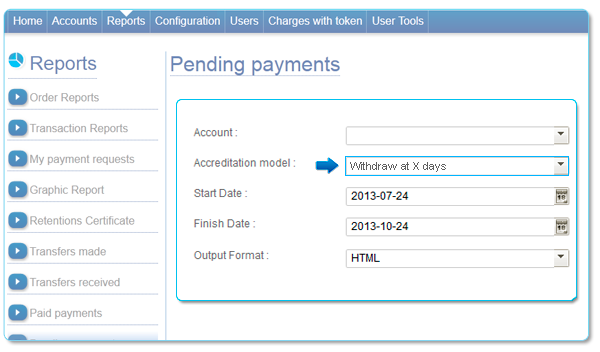 Home Accounts Reports Configuration Users Charges with token User Tools
Reports
Order Reports
Transaction Reports
My payment requests
Graphic Report
Retentions Certificate
Transfers made
Transfers received
Paid payments
Pending payments
Account :
Accreditation model : Withdraw at X days
Start Date : 2013-07-24
Finish Date : 2013-10-24
Output Format : HTML